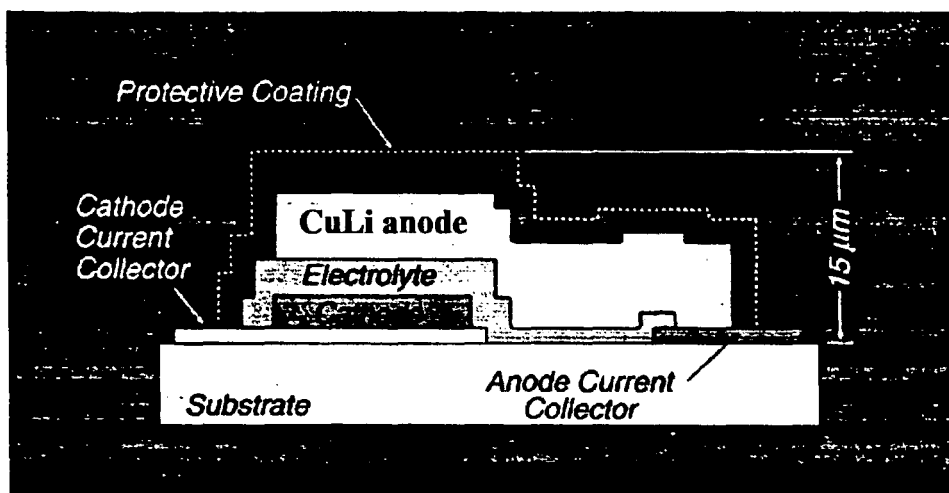 Protective Coating
Cathode
Current
Collector
CuLi anode
Electrolyte
15 μm
Anode Current
Collector
Substrate